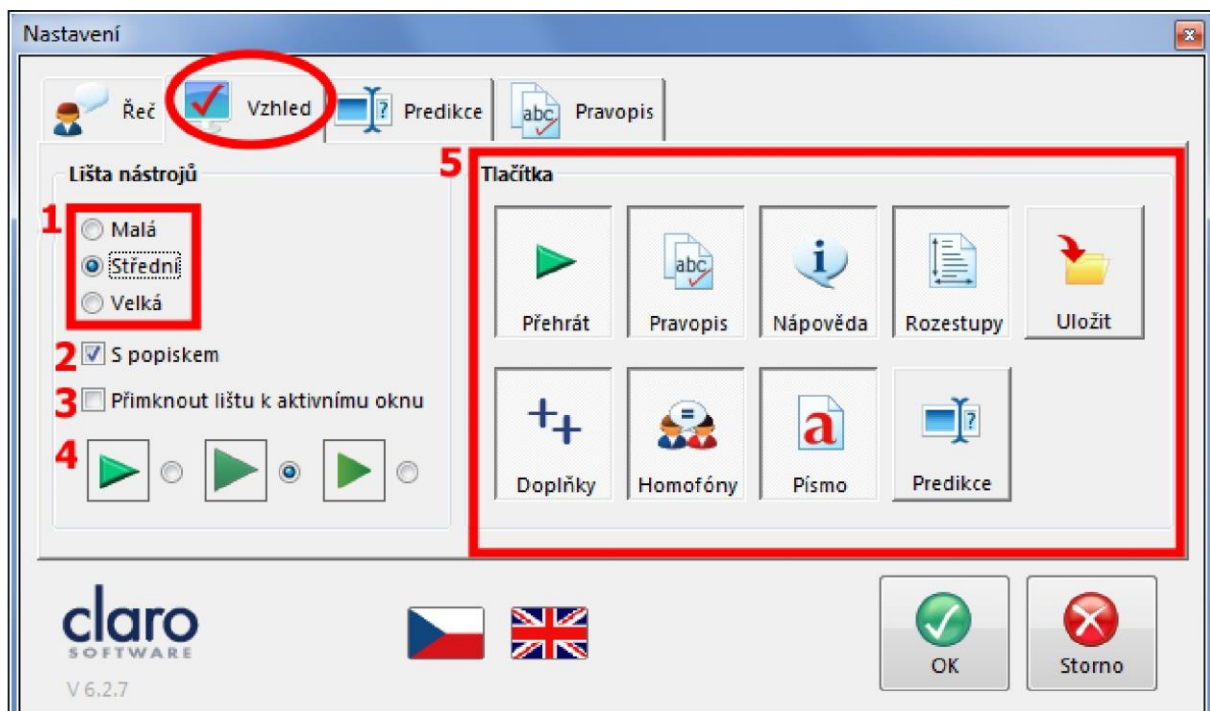 Nastavení
Řeč Vzhled Predikce Pravopis
Lišta nástrojů
1
Malá
Střední
Velká
2 S popiskem
3 Přimknout lištu k aktivnímu oknu
4
5 Tlačítka
Přehrát Pravopis Nápověda Rozestupy Uložit
Doplňky Homofóny Písmo Predikce
claro
SOFTWARE
V 6.2.7
OK Storno